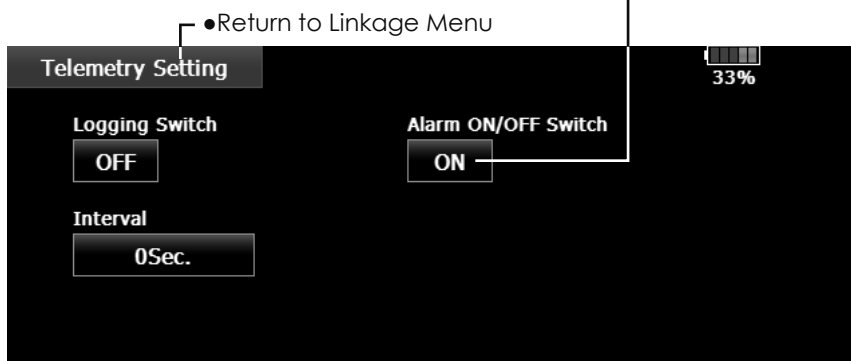 ●Return to Linkage Menu
Telemetry Setting
33%
Logging Switch
Alarm ON/OFF Switch
OFF
ON
Interval
0Sec.